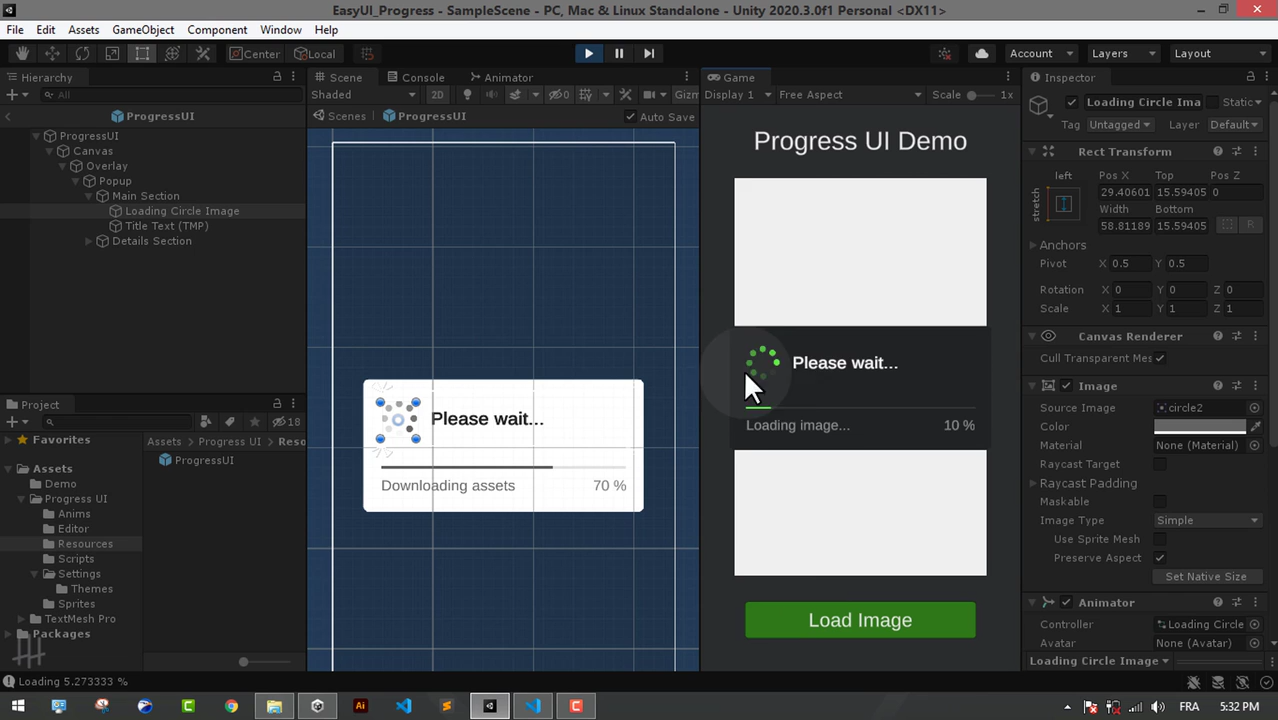 EasyUI_Progress - SampleScene - PC, Mac & Linux Standalone - Unity 2020.3.0f1 Personal <DX11>
File Edit Assets GameObject Component Window Help
Center Local Account Layers Layout
Hierarchy
All
ProgressUI
ProgressUI
Canvas
Overlay
Popup
Main Section
Loading Circle Image
Title Text (TMP)
Details Section
Project
18
Favorites
Assets
Demo
Progress UI
Anims
Editor
Resources
Scripts
Settings
Themes
Sprites
TextMesh Pro
Packages
Assets Progress UI Reso
ProgressUI
Scene Console Animator
Shaded 2D 0 Gizm
Scenes ProgressUI Auto Save
Please wait...
Downloading assets 70 %
Game
Display 1 Free Aspect Scale 1x
Progress UI Demo
Please wait...
Loading image... 10 %
Load Image
Inspector
Loading Circle Ima Static
Tag Untagged Layer Default
Rect Transform
left Pos X Top Pos Z
stretch 29.40601 15.59405 0
Width Bottom
58.81189 15.59405 R
Anchors
Pivot X 0.5 Y 0.5
Rotation X 0 Y 0 Z 0
Scale X 1 Y 1 Z 1
Canvas Renderer
Cull Transparent Mes
Image
Source Image circle2
Color
Material None (Material)
Raycast Target
Raycast Padding
Maskable
Image Type Simple
Use Sprite Mesh
Preserve Aspect
Set Native Size
Animator
Controller Loading Circle
Avatar None (Avatar)
Loading Circle Image
Loading 5.273333 %
Ai C FRA 5:32 PM